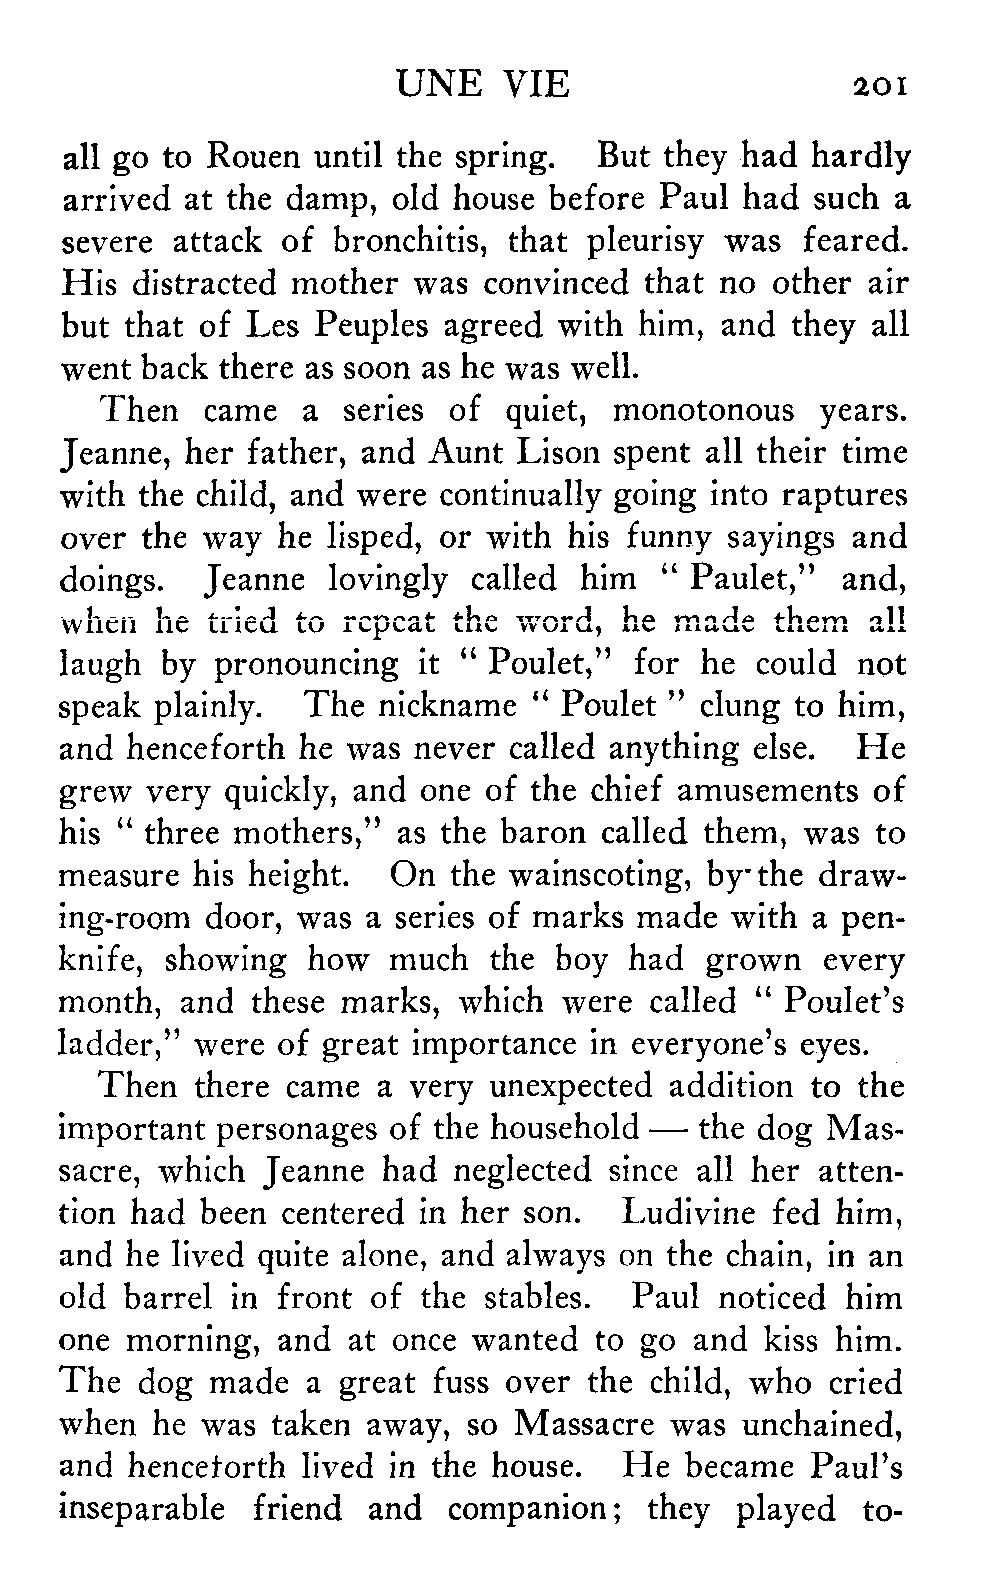 UNE VIE 201
all go to Rouen until the spring. But they had hardly
arrived at the damp, old house before Paul had such a
severe attack of bronchitis, that pleurisy was feared.
His distracted mother was convinced that no other air
but that of Les Peuples agreed with him, and they all
went back there as soon as he was well.
Then came a series of quiet, monotonous years.
Jeanne, her father, and Aunt Lison spent all their time
with the child, and were continually going into raptures
over the way he lisped, or with his funny sayings and
doings. Jeanne lovingly called him " Paulet," and,
when he tried to repeat the word, he made them all
laugh by pronouncing it " Poulet," for he could not
speak plainly. The nickname " Poulet " clung to him,
and henceforth he was never called anything else. He
grew very quickly, and one of the chief amusements of
his " three mothers," as the baron called them, was to
measure his height. On the wainscoting, by the draw-
ing-room door, was a series of marks made with a pen-
knife, showing how much the boy had grown every
month, and these marks, which were called " Poulet's
ladder," were of great importance in everyone's eyes.
Then there came a very unexpected addition to the
important personages of the household — the dog Mas-
sacre, which Jeanne had neglected since all her atten-
tion had been centered in her son. Ludivine fed him,
and he lived quite alone, and always on the chain, in an
old barrel in front of the stables. Paul noticed him
one morning, and at once wanted to go and kiss him.
The dog made a great fuss over the child, who cried
when he was taken away, so Massacre was unchained,
and henceforth lived in the house. He became Paul's
inseparable friend and companion; they played to-